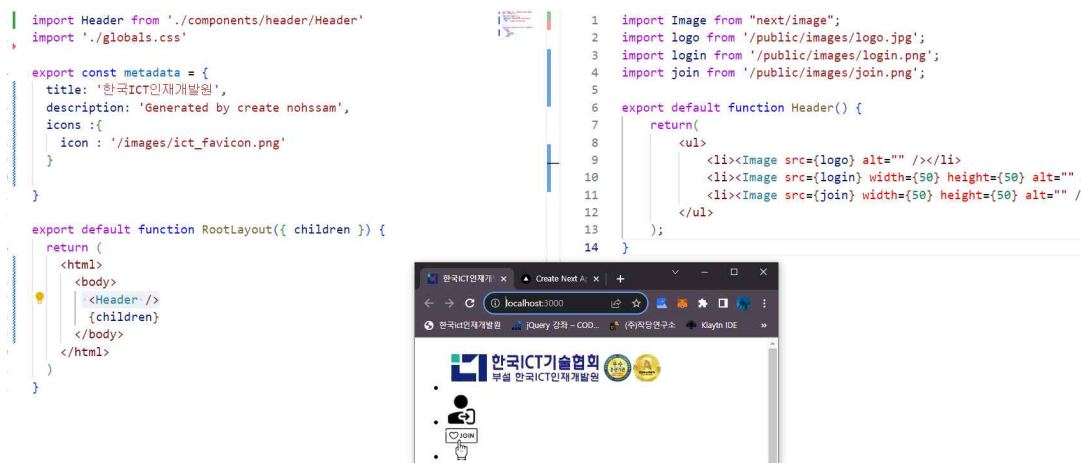 import Header from './components/header/Header'
import './globals.css'
export const metadata = {
title: '한국ICT인재개발원',
description: 'Generated by create nohssam',
icons :{
icon : '/images/ict_favicon.png'
}
}
export default function RootLayout({ children }) {
return (
<html>
<body>
<Header />
{children}
</body>
</html>
)
}
1 import Image from "next/image";
2 import logo from '/public/images/logo.jpg';
3 import login from '/public/images/login.png';
4 import join from '/public/images/join.png';
5
6 export default function Header() {
7 return(
8 <ul>
9 <li><Image src={logo} alt="" /></li>
10 <li><Image src={login} width={50} height={50} alt=""
11 <li><Image src={join} width={50} height={50} alt="" /
12 </ul>
13 );
14 }
한국ICT인재개 Create Next A
localhost:3000
한국ict인재개발원 jQuery 강좌 – COD... (주)작당연구소 Klaytn IDE »
한국ICT기술협회
부설 한국ICT인재개발원
JOIN